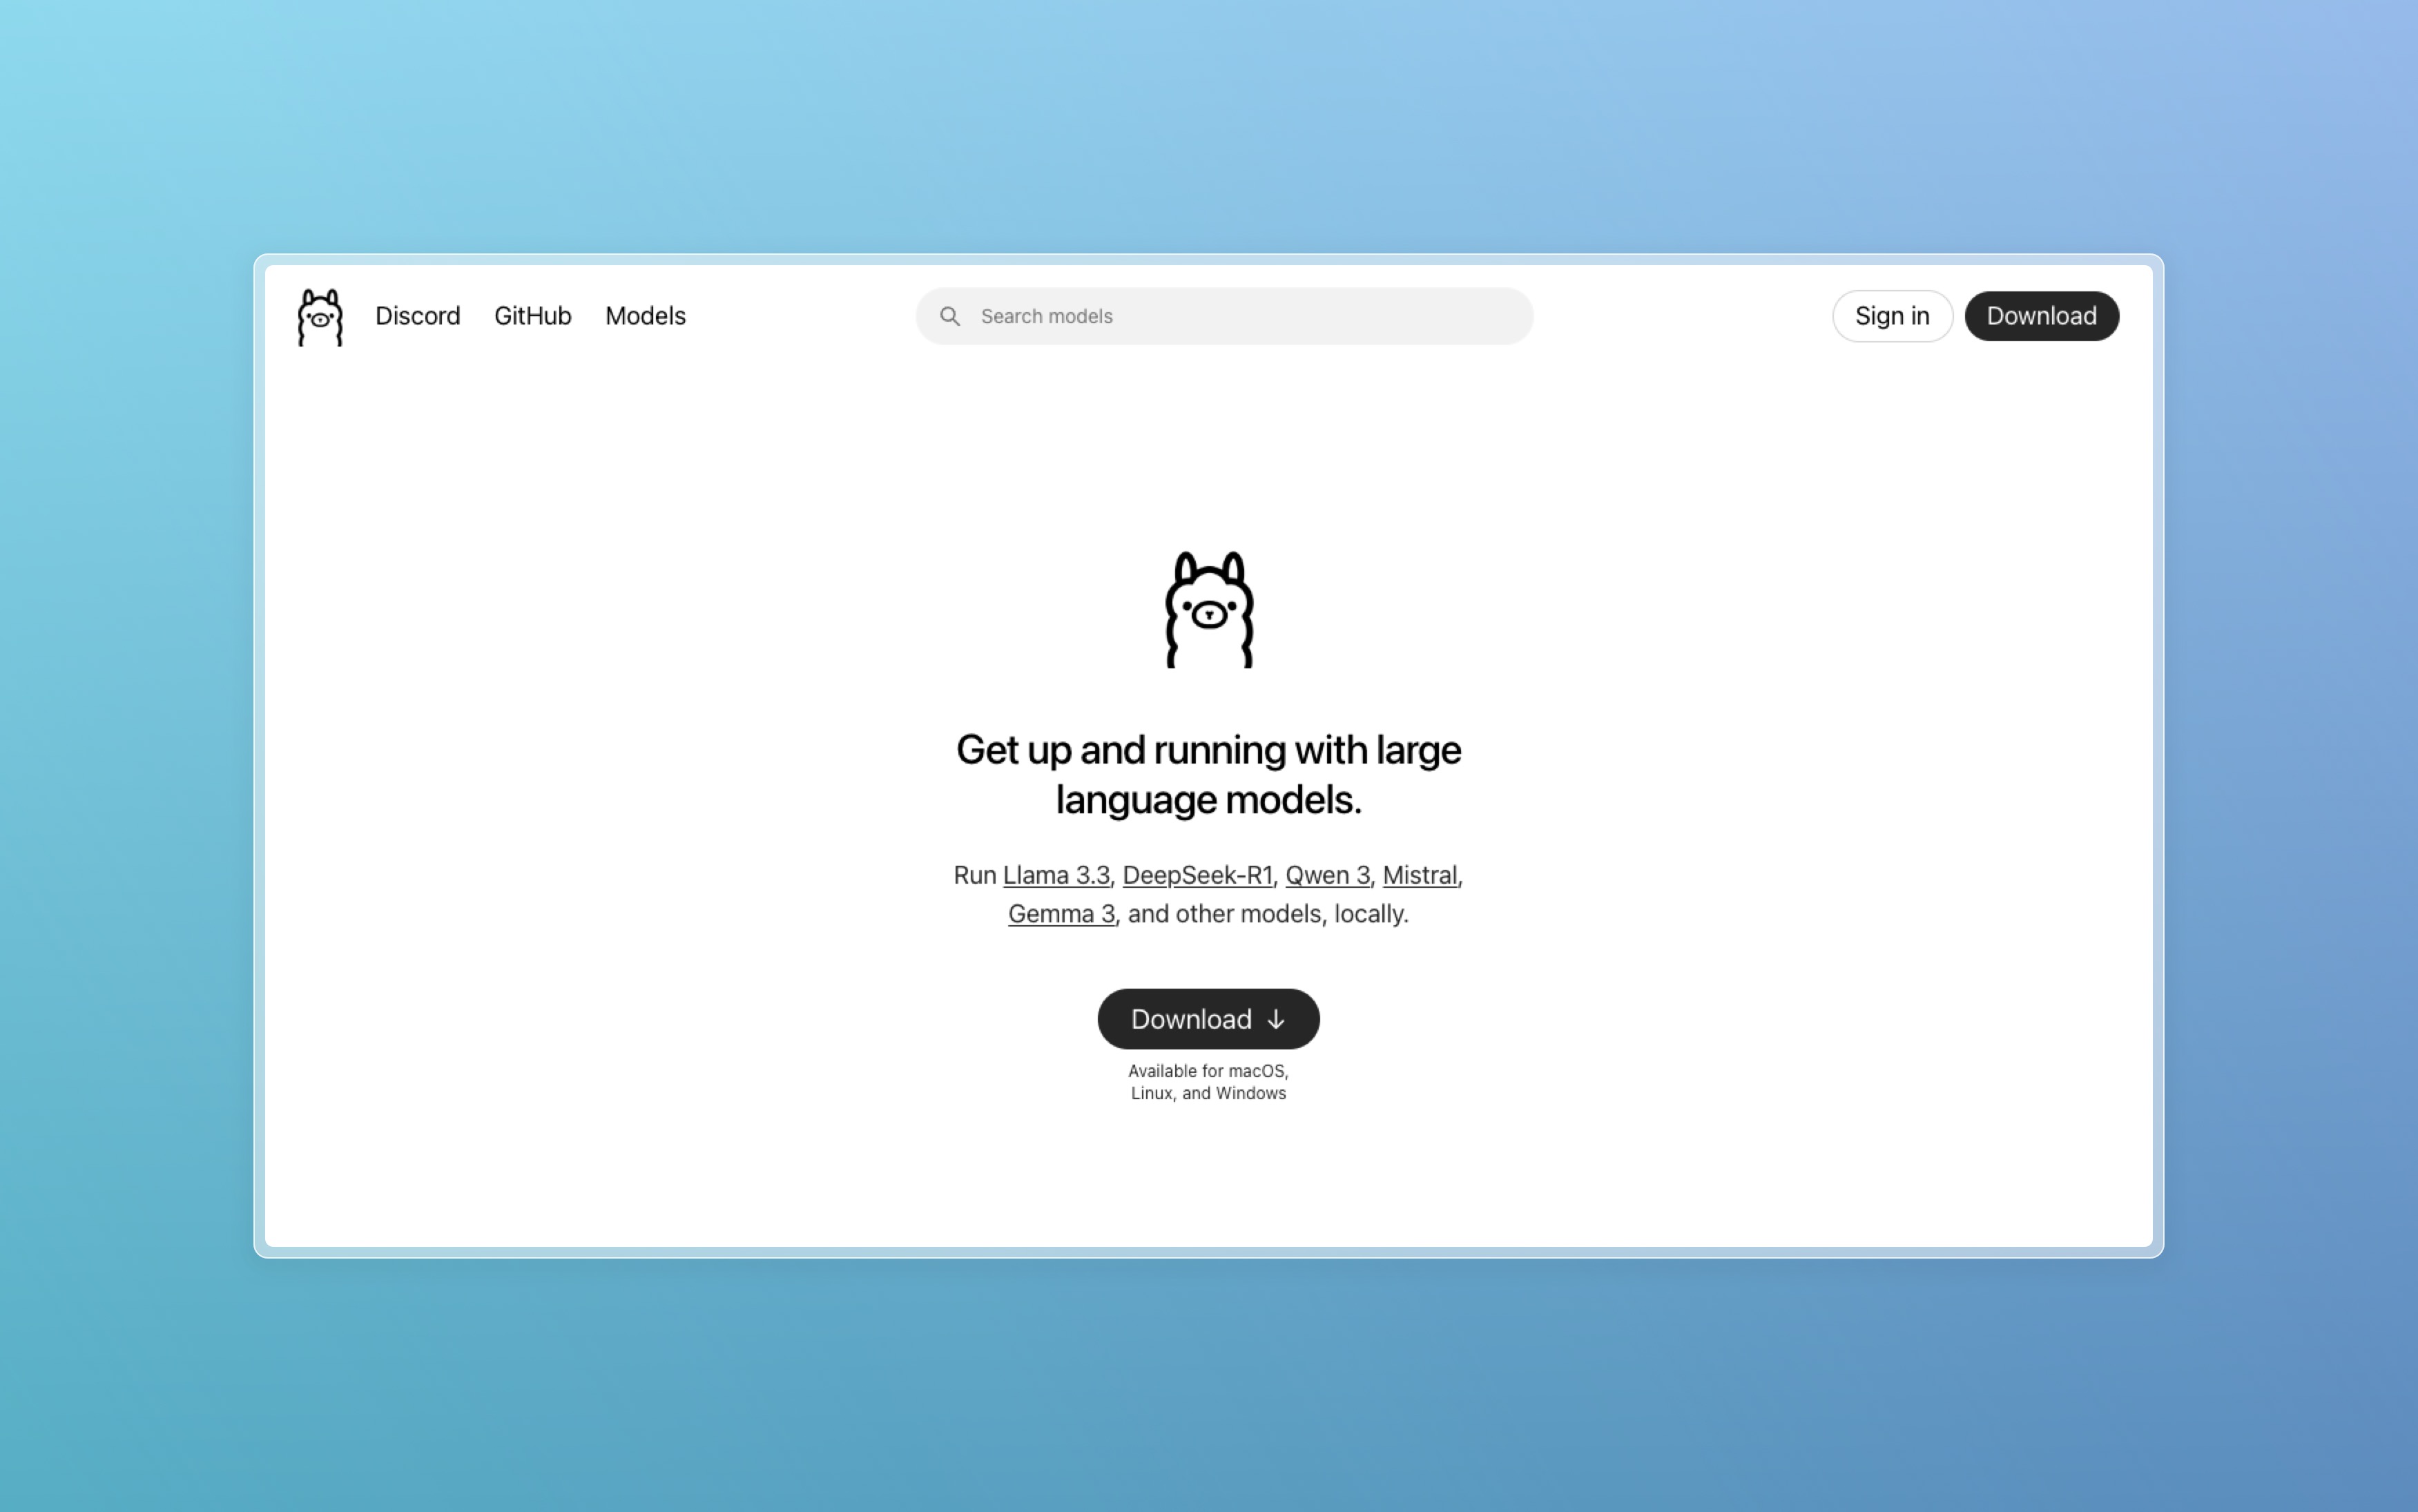 Discord GitHub Models Search models Sign in Download
Get up and running with large
language models.
Run Llama 3.3, DeepSeek-R1, Qwen 3, Mistral,
Gemma 3, and other models, locally.
Download ↓
Available for macOS,
Linux, and Windows